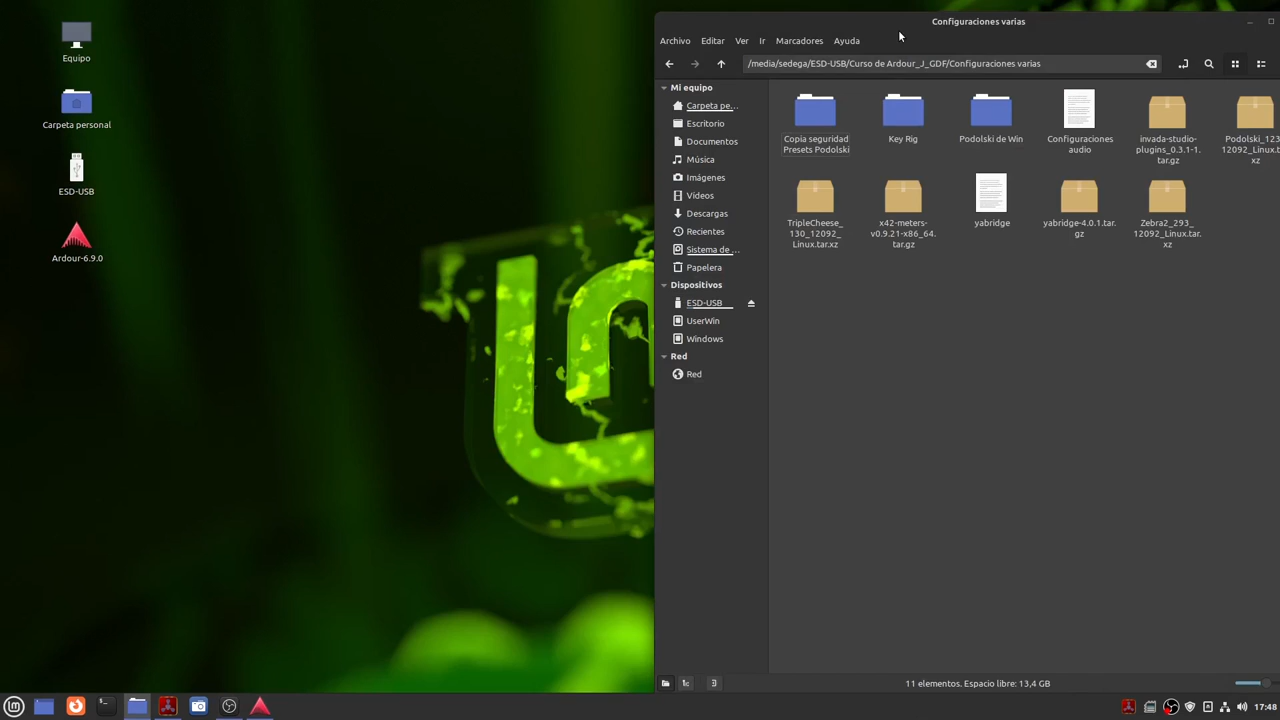 Equipo
Carpeta personal
ESD-USB
Ardour-6.9.0
Configuraciones varias
Archivo Editar Ver Ir Marcadores Ayuda
/media/sedega/ESD-USB/Curso de Ardour_J_GDF/Configuraciones varias
Mi equipo
Carpeta pe...
Escritorio
Documentos
Música
Imágenes
Vídeos
Descargas
Recientes
Sistema de ...
Papelera
Dispositivos
ESD-USB
UserWin
Windows
Red
Red
Copia seguridad
Presets Podolski
Key Rig
Podolski de Win
Configuraciones
audio
invada-studio-
plugins_0.3.1-1.
tar.gz
Podolski_123
12092_Linux.t
xz
TripleCheese_
130_12092_
Linux.tar.xz
x42-meters-
v0.9.21-x86_64.
tar.gz
yabridge
yabridge-4.0.1.tar.
gz
Zebra2_293_
12092_Linux.tar.
xz
11 elementos. Espacio libre: 13,4 GB
17:48